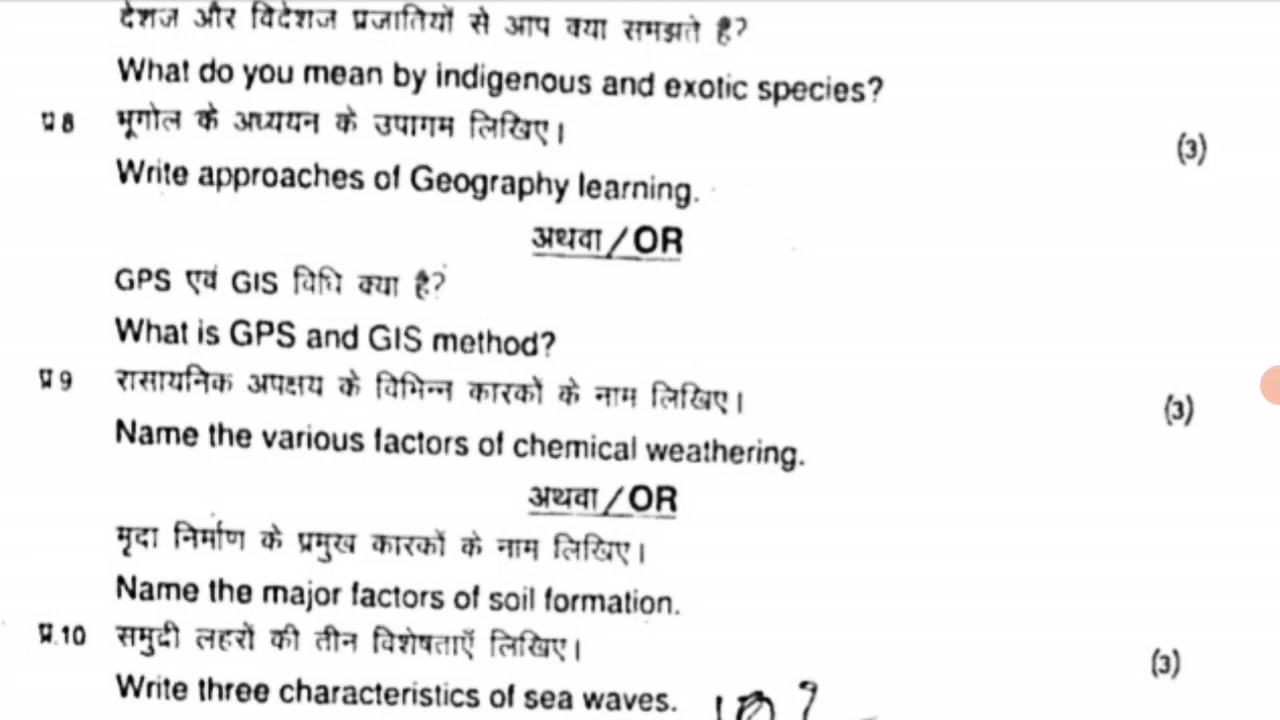 देशज और विदेशज प्रजातियों से आप क्या समझते है?
What do you mean by indigenous and exotic species?
प्र 8 भूगोल के अध्ययन के उपागम लिखिए। (3)
Write approaches of Geography learning.
अथवा / OR
GPS एवं GIS विधि क्या है?
What is GPS and GIS method?
प्र 9 रासायनिक अपक्षय के विभिन्न कारकों के नाम लिखिए। (3)
Name the various factors of chemical weathering.
अथवा / OR
मृदा निर्माण के प्रमुख कारकों के नाम लिखिए।
Name the major factors of soil formation.
प्र.10 समुद्री लहरों की तीन विशेषताएँ लिखिए। (3)
Write three characteristics of sea waves.